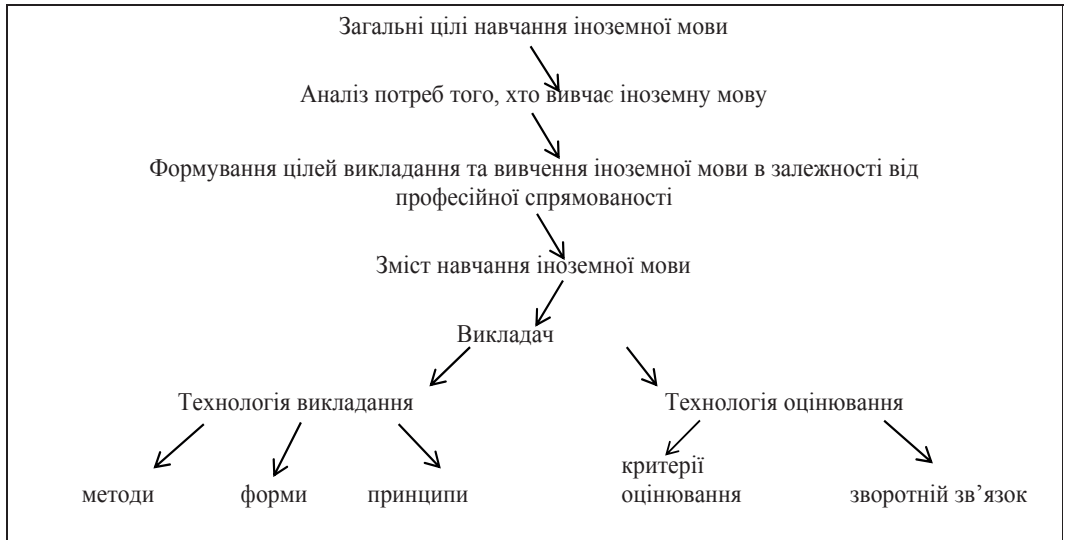 Загальні цілі навчання іноземної мови
Аналіз потреб того, хто вивчає іноземну мову
Формування цілей викладання та вивчення іноземної мови в залежності від
професійної спрямованості
Зміст навчання іноземної мови
Викладач
Технологія викладання Технологія оцінювання
методи форми принципи
критерії
оцінювання
зворотній зв’язок